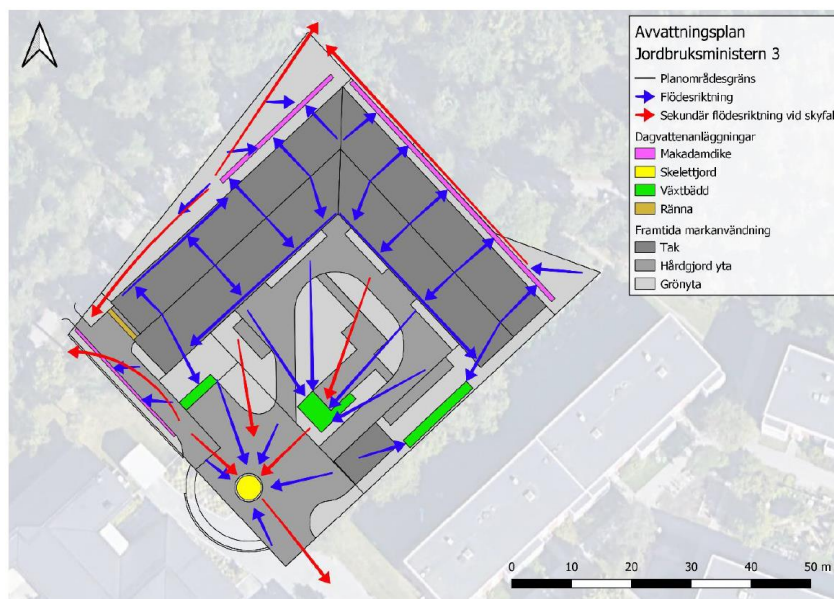 Avvattningsplan
Jordbruksministern 3
Planområdesgräns
Flödesriktning
Sekundär flödesriktning vid skyfal
Dagvattenanläggningar
Makadamdike
Skelettjord
Växtbädd
Ränna
Framtida markanvändning
Tak
Hårdgjord yta
Grönyta
0 10 20 30 40 50 m